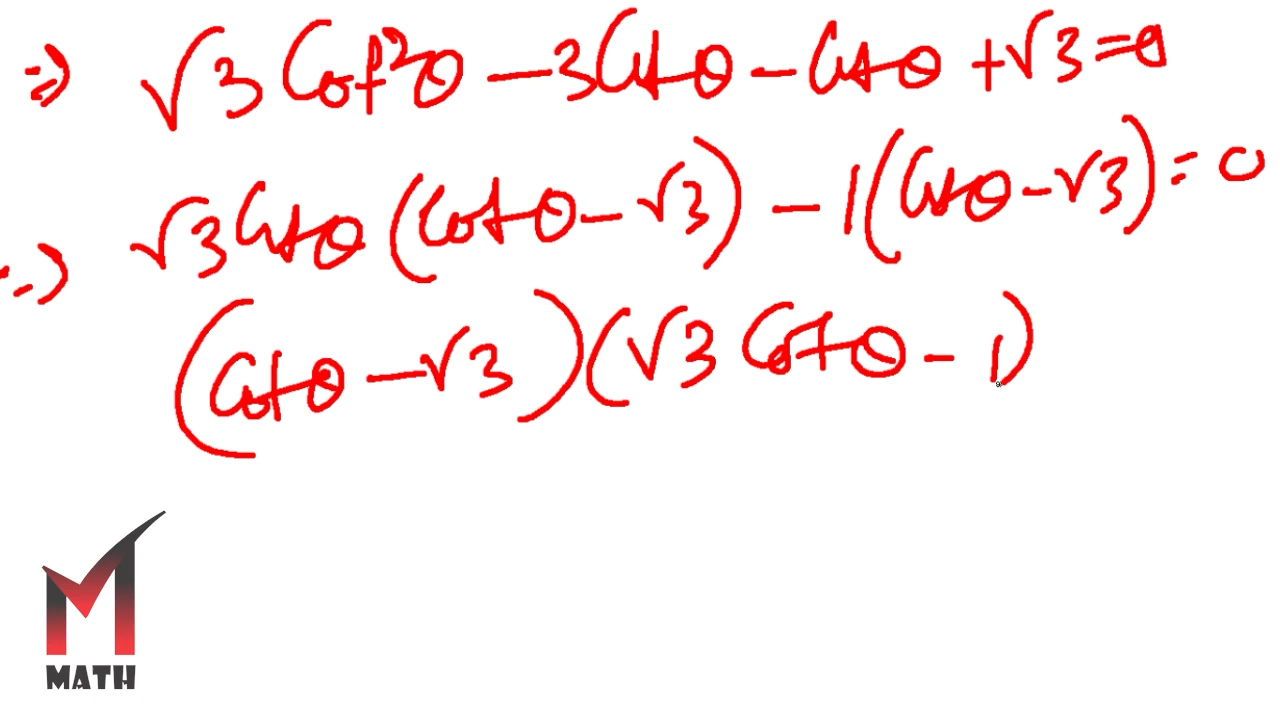 => √3 Cot²θ - 3Cotθ - Cotθ + √3 = 0
=> √3 Cotθ (Cotθ - √3) - 1(Cotθ - √3) = 0
(Cotθ - √3)(√3 Cotθ - 1)
MATH